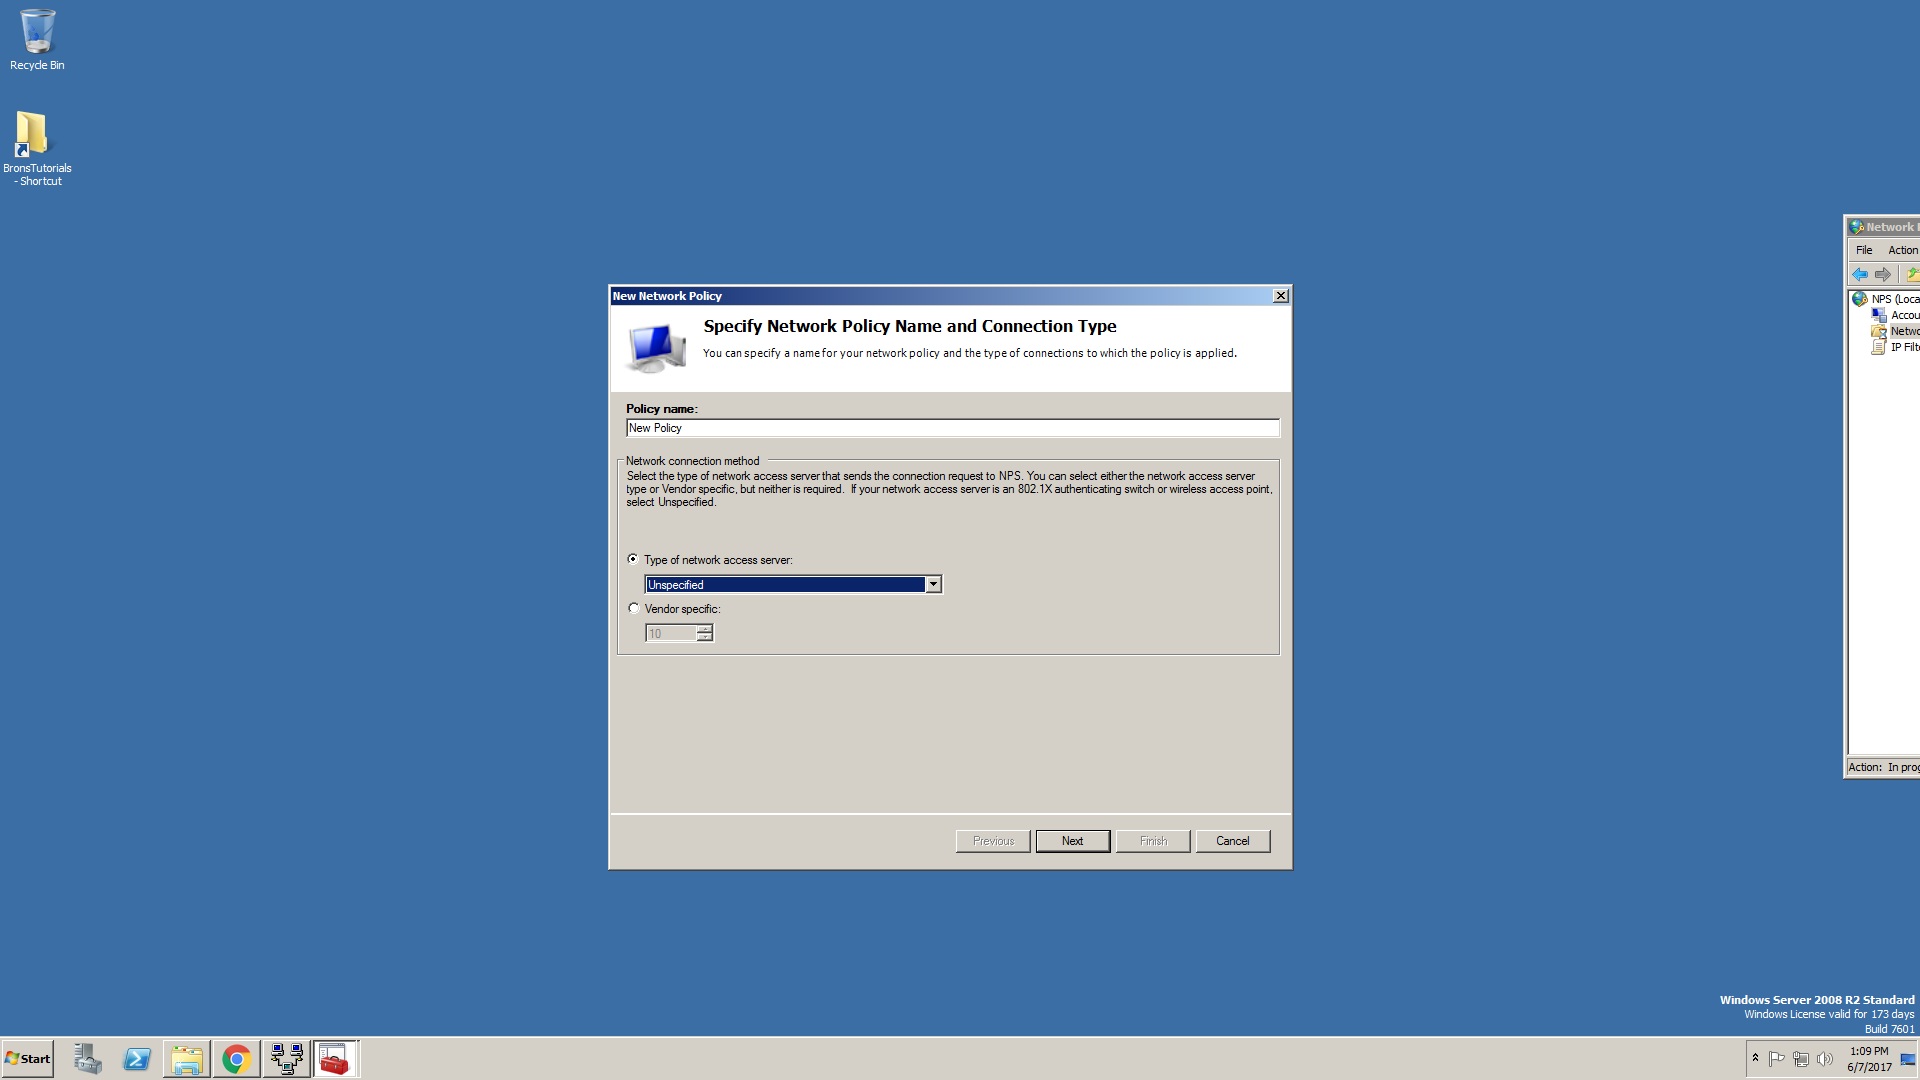 Recycle Bin
BronsTutorials
- Shortcut
New Network Policy
Specify Network Policy Name and Connection Type
You can specify a name for your network policy and the type of connections to which the policy is applied.
Policy name:
New Policy
Network connection method
Select the type of network access server that sends the connection request to NPS. You can select either the network access server
type or Vendor specific, but neither is required.  If your network access server is an 802.1X authenticating switch or wireless access point,
select Unspecified.
Type of network access server:
Unspecified
Vendor specific:
10
Previous Next Finish Cancel
Network
File Action
NPS (Loca
Accou
Netwo
IP Filt
Action: In prog
Windows Server 2008 R2 Standard
Windows License valid for 173 days
Build 7601
Start
1:09 PM
6/7/2017